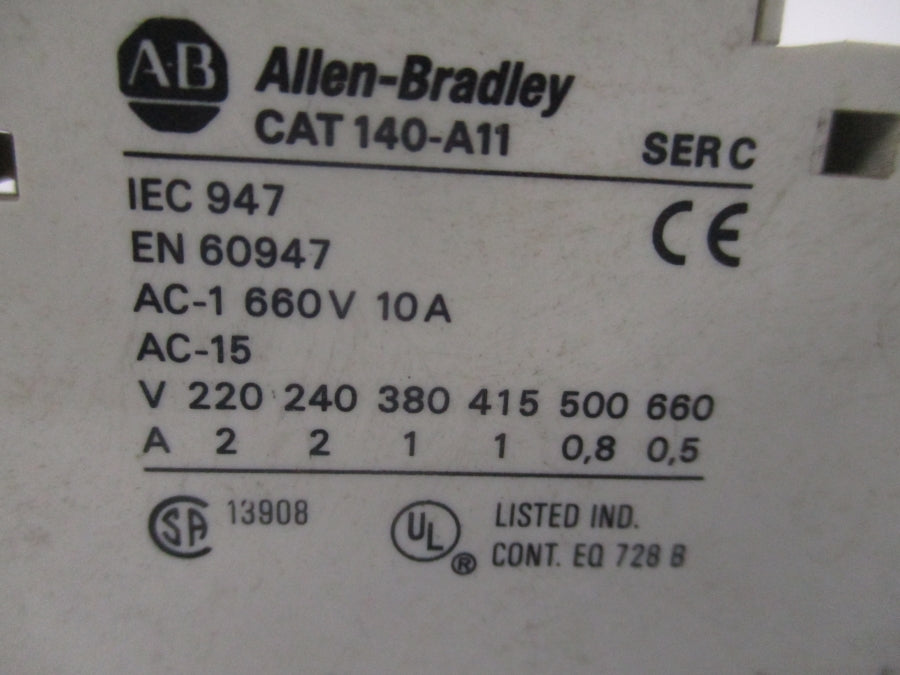 AB Allen-Bradley
CAT 140-A11 SER C
IEC 947 CE
EN 60947
AC-1 660V 10A
AC-15
V 220 240 380 415 500 660
A 2 2 1 1 0,8 0,5
SA 13908 UL ® LISTED IND.
CONT. EQ 728 B